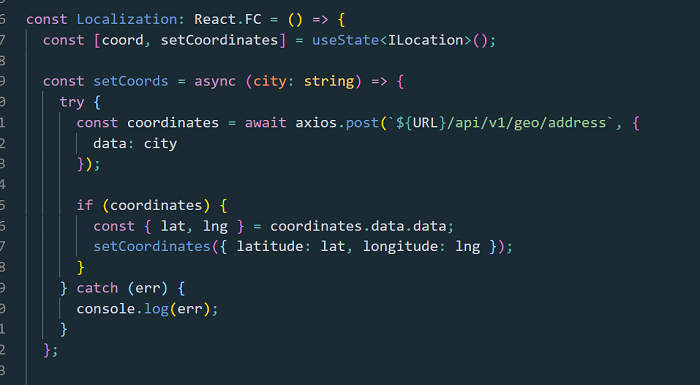 6 const Localization: React.FC = () => {
7 const [coord, setCoordinates] = useState<ILocation>();
8
9 const setCoords = async (city: string) => {
0 try {
1 const coordinates = await axios.post(`${URL}/api/v1/geo/address`, {
2 data: city
3 });
4
5 if (coordinates) {
6 const { lat, lng } = coordinates.data.data;
7 setCoordinates({ latitude: lat, longitude: lng });
8 }
9 } catch (err) {
0 console.log(err);
1 }
2 };
3